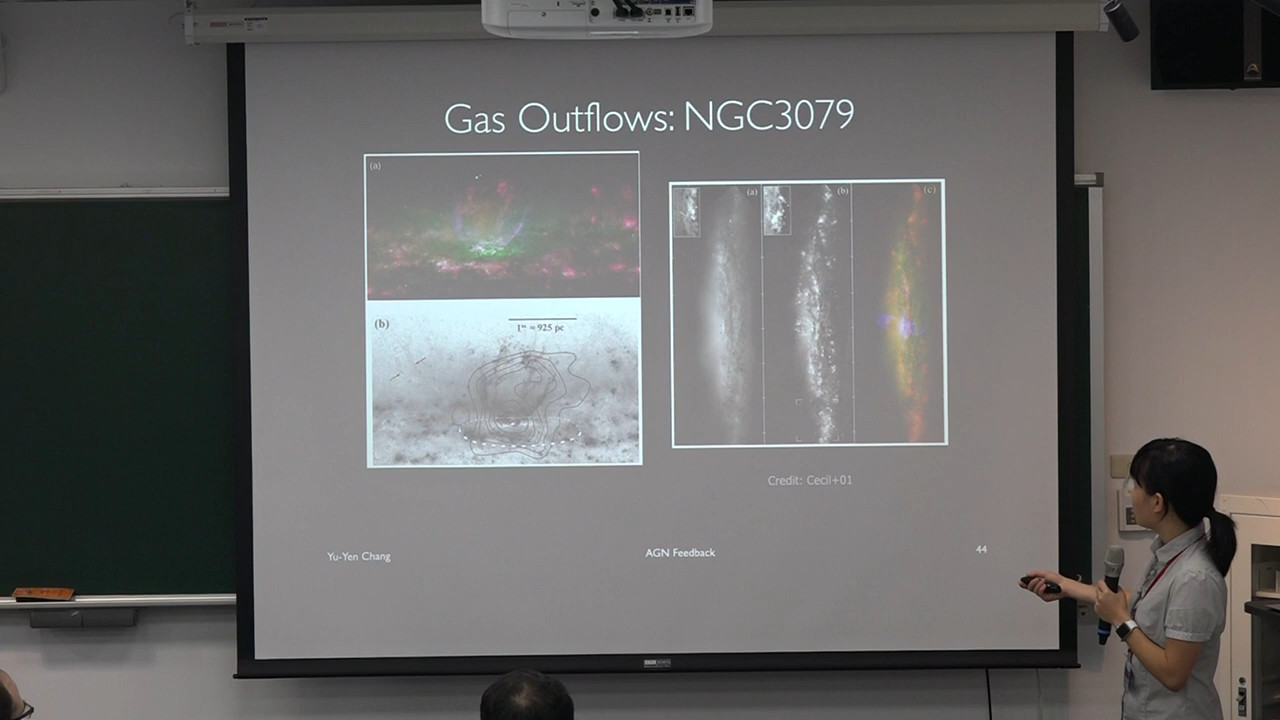 Gas Outflows: NGC3079
(a)
(b)
1" = 925 pc
(a)
(b)
(c)
Credit: Cecil+01
Yu-Yen Chang
AGN Feedback
44